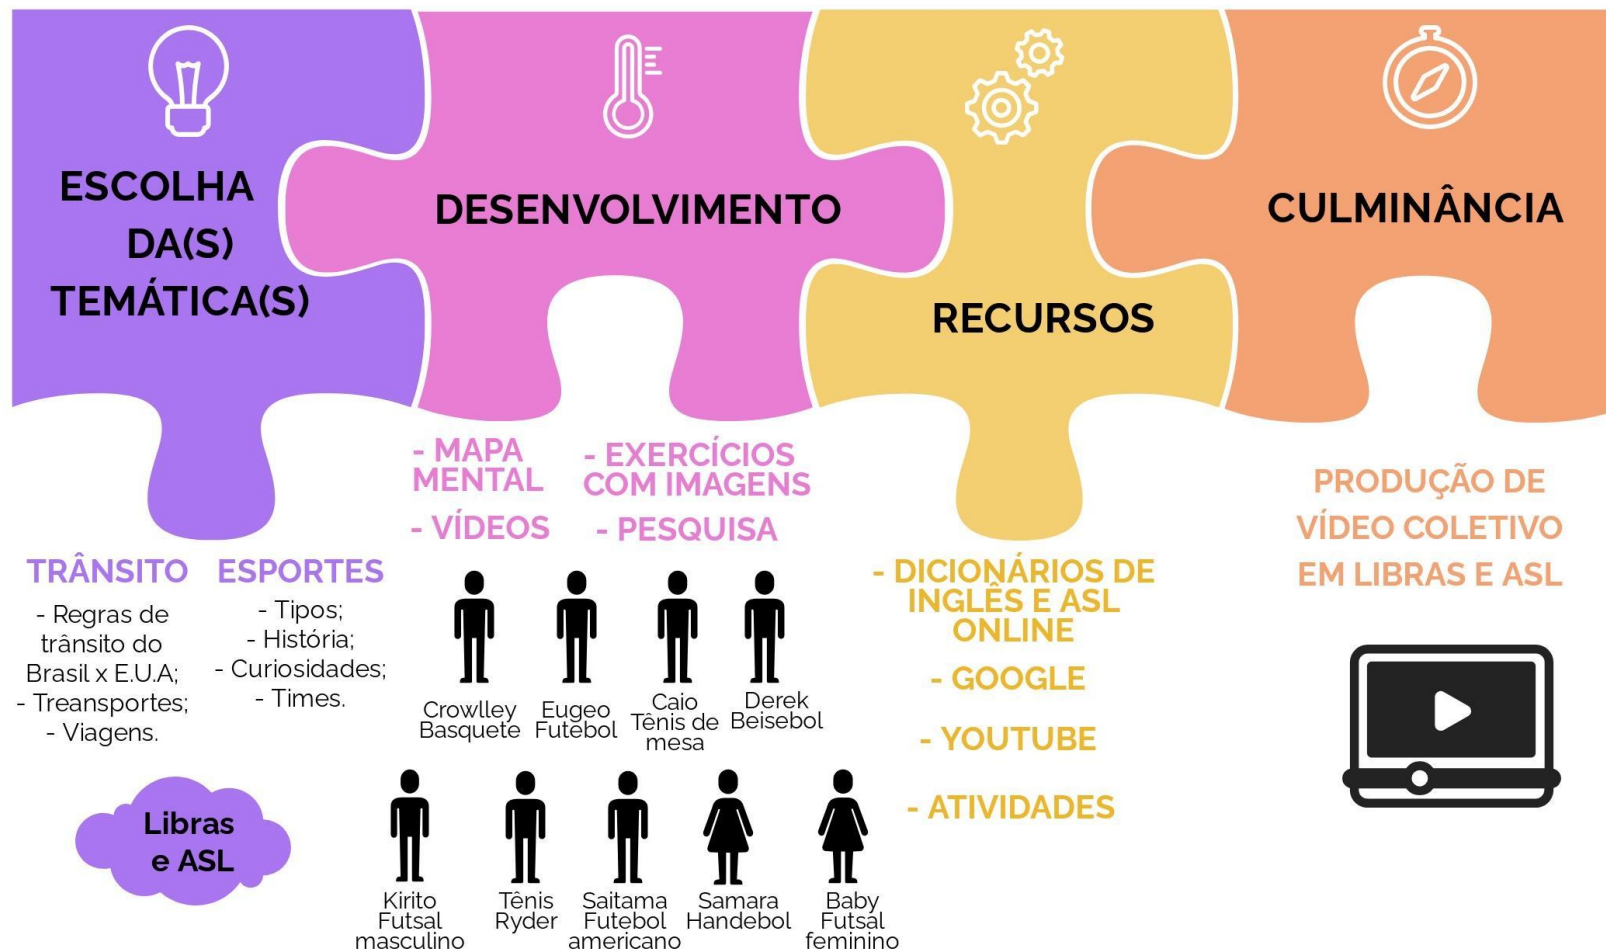 ESCOLHA
DA(S)
TEMÁTICA(S)
DESENVOLVIMENTO
RECURSOS
CULMINÂNCIA
TRÂNSITO
- Regras de
trânsito do
Brasil x E.U.A;
- Treansportes;
- Viagens.
ESPORTES
- Tipos;
- História;
- Curiosidades;
- Times.
Libras
e ASL
- MAPA
MENTAL
- VÍDEOS
- EXERCÍCIOS
COM IMAGENS
- PESQUISA
Crowlley
Basquete
Eugeo
Futebol
Caio
Tênis de
mesa
Derek
Beisebol
Kirito
Futsal
masculino
Tênis
Ryder
Saitama
Futebol
americano
Samara
Handebol
Baby
Futsal
feminino
- DICIONÁRIOS DE
INGLÊS E ASL
ONLINE
- GOOGLE
- YOUTUBE
- ATIVIDADES
PRODUÇÃO DE
VÍDEO COLETIVO
EM LIBRAS E ASL